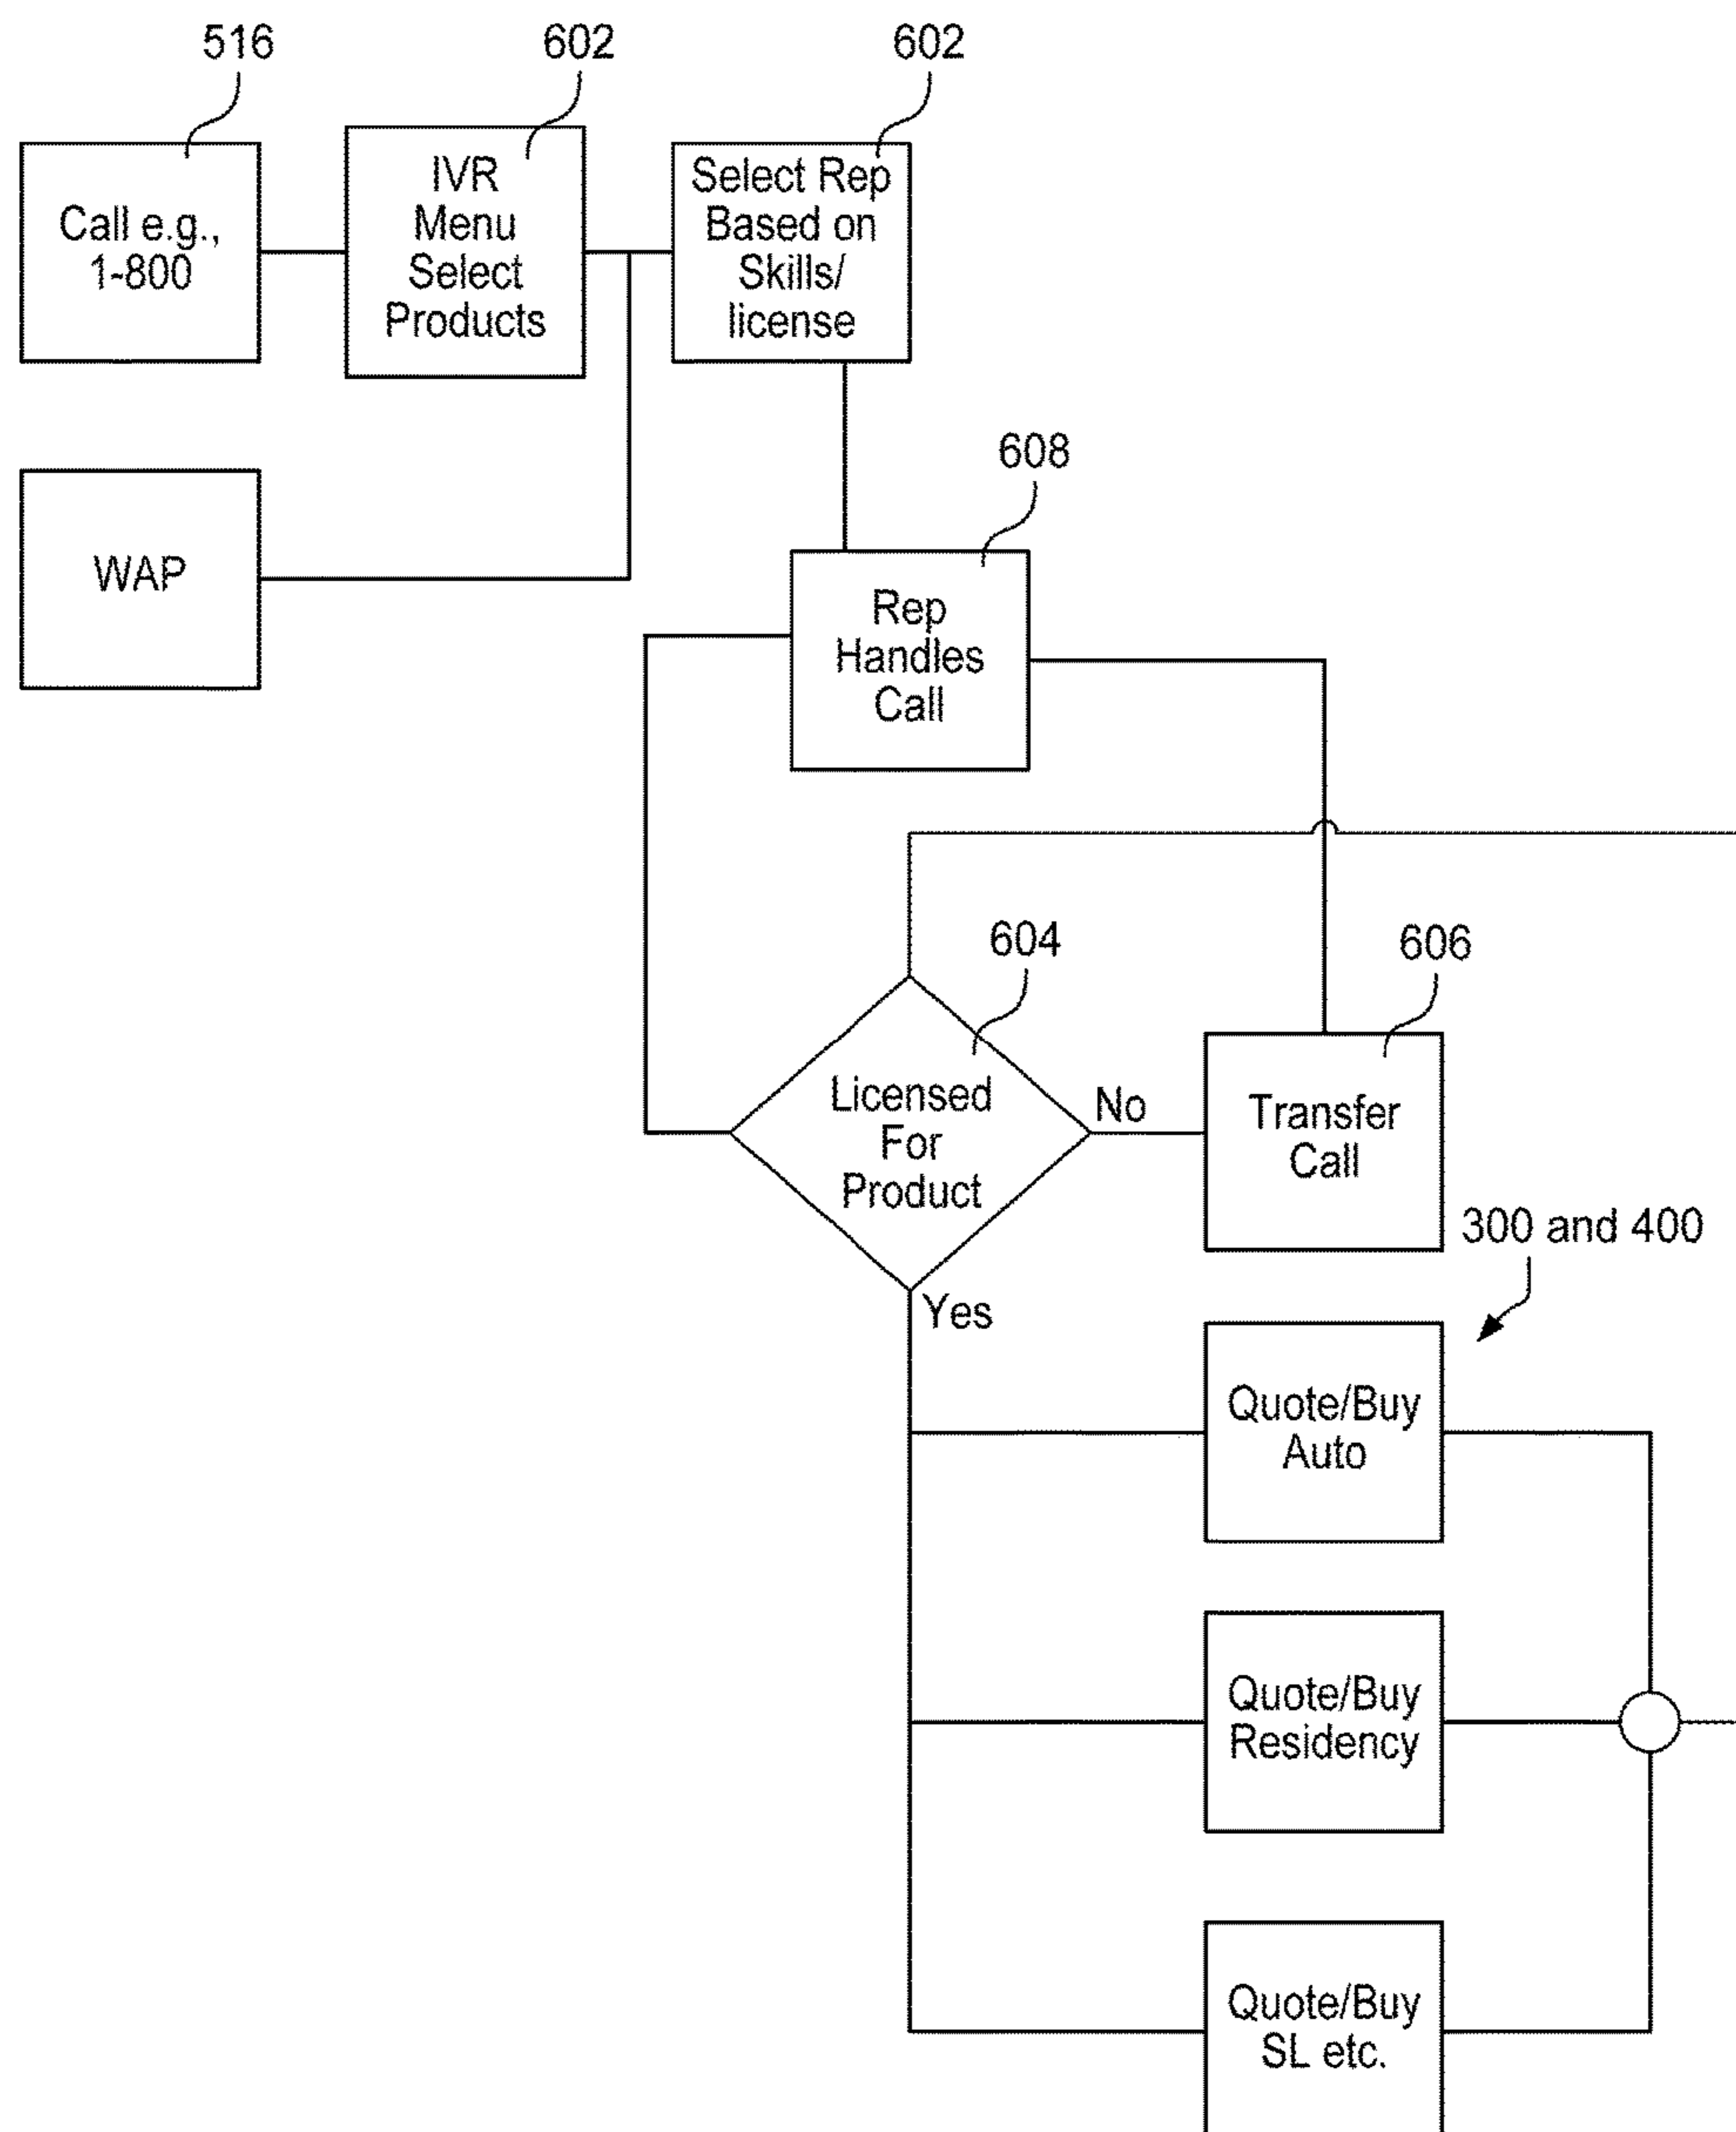 516
602
602
Call e.g.,
1-800
IVR
Menu
Select
Products
Select Rep
Based on
Skills/
license
WAP
608
Rep
Handles
Call
604
606
Licensed
For
Product
No
Transfer
Call
300 and 400
Yes
Quote/Buy
Auto
Quote/Buy
Residency
Quote/Buy
SL etc.